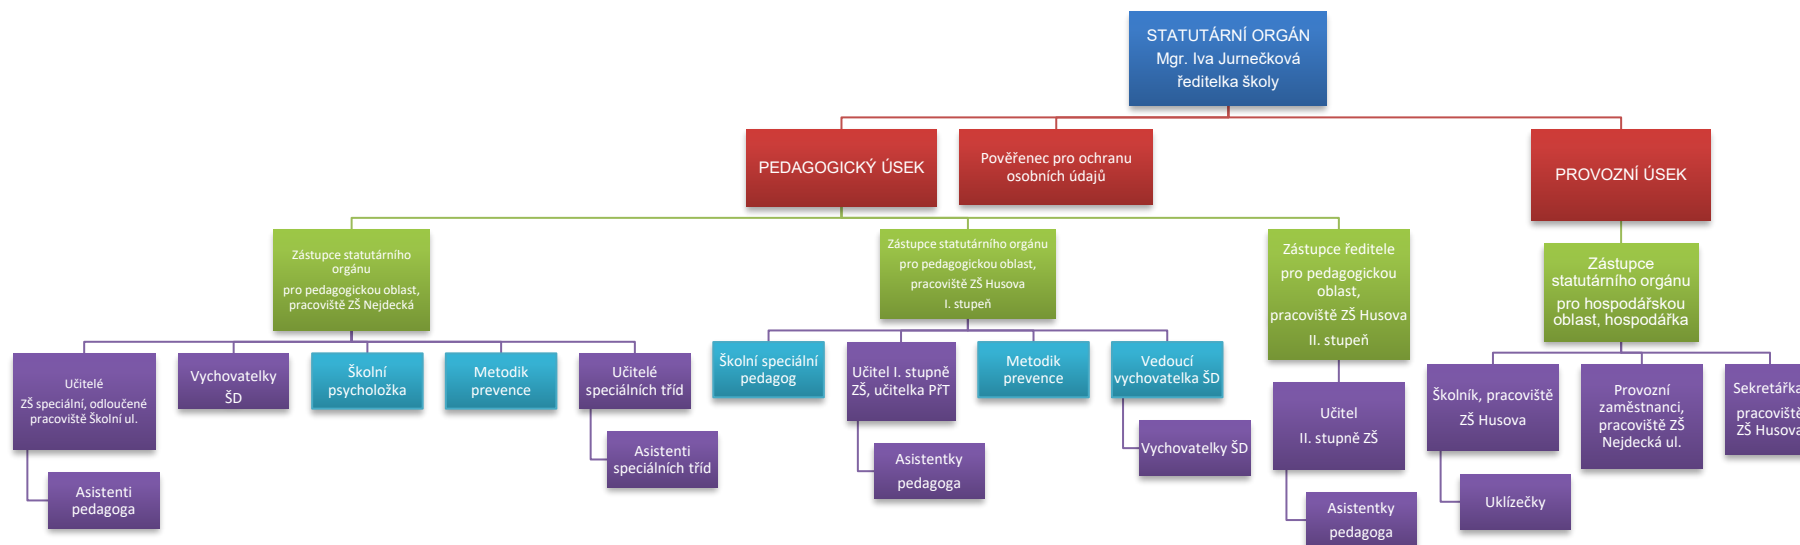 STATUTÁRNÍ ORGÁN
Mgr. Iva Jurnečková
ředitelka školy
PEDAGOGICKÝ ÚSEK
Pověřenec pro ochranu
osobních údajů
PROVOZNÍ ÚSEK
Zástupce statutárního
orgánu
pro pedagogickou oblast,
pracoviště ZŠ Nejdecká
Zástupce statutárního orgánu
pro pedagogickou oblast,
pracoviště ZŠ Husova
I. stupeň
Zástupce ředitele
pro pedagogickou
oblast,
pracoviště ZŠ Husova
II. stupeň
Zástupce
statutárního orgánu
pro hospodářskou
oblast, hospodářka
Učitelé
ZŠ speciální, odloučené
pracoviště Školní ul.
Vychovatelky
ŠD
Školní
psycholožka
Metodik
prevence
Učitelé
speciálních tříd
Školní speciální
pedagog
Učitel I. stupně
ZŠ, učitelka PřT
Metodik
prevence
Vedoucí
vychovatelka ŠD
Učitel
II. stupně ZŠ
Školník, pracoviště
ZŠ Husova
Provozní
zaměstnanci,
pracoviště ZŠ
Nejdecká ul.
Sekretářka
pracoviště
ZŠ Husova
Asistenti
pedagoga
Asistenti
speciálních tříd
Asistentky
pedagoga
Vychovatelky ŠD
Asistentky
pedagoga
Uklízečky